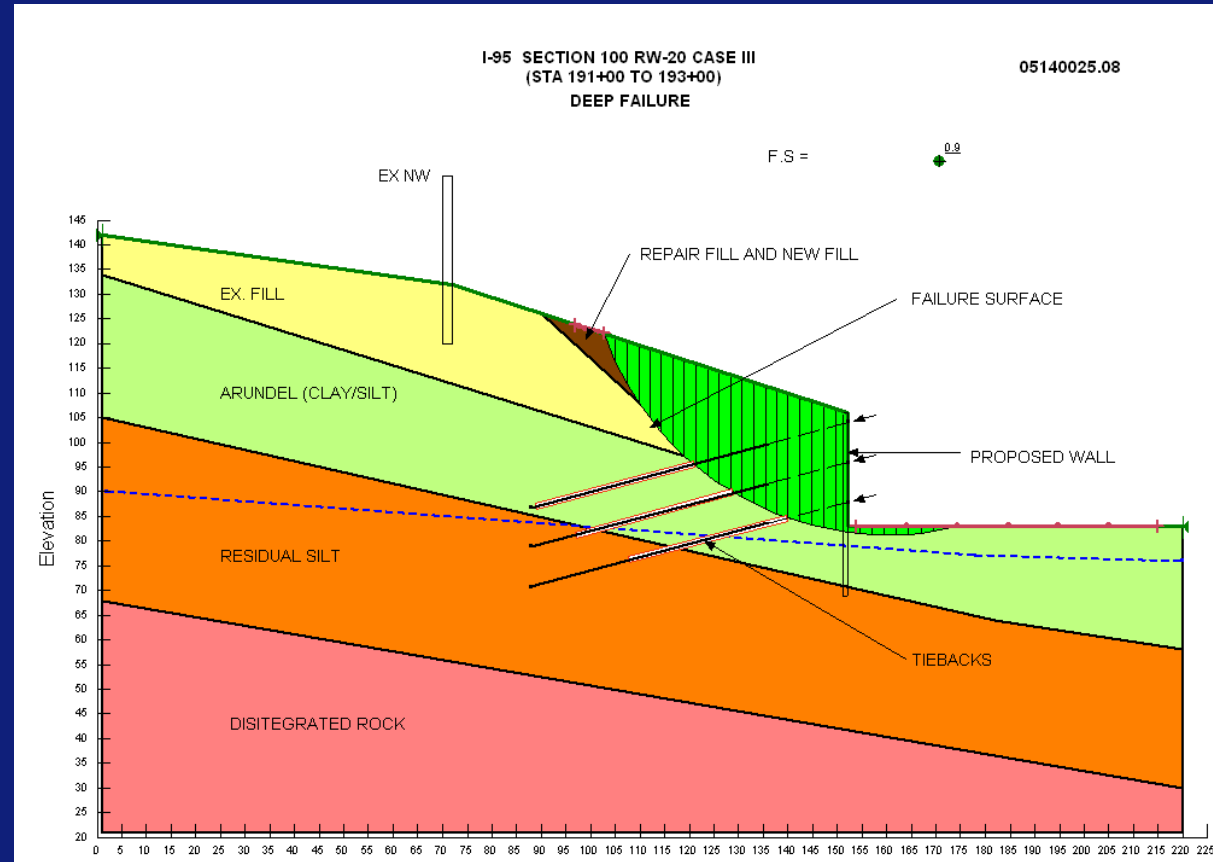 I-95 SECTION 100 RW-20 CASE III
(STA 191+00 TO 193+00)
DEEP FAILURE
05140025.08
F.S =
0.9
EX NW
REPAIR FILL AND NEW FILL
FAILURE SURFACE
EX. FILL
ARUNDEL (CLAY/SILT)
PROPOSED WALL
RESIDUAL SILT
TIEBACKS
DISITEGRATED ROCK
Elevation
145
140
135
130
125
120
115
110
105
100
95
90
85
80
75
70
65
60
55
50
45
40
35
30
25
20
0 5 10 15 20 25 30 35 40 45 50 55 60 65 70 75 80 85 90 95 100 105 110 115 120 125 130 135 140 145 150 155 160 165 170 175 180 185 190 195 200 205 210 215 220 225